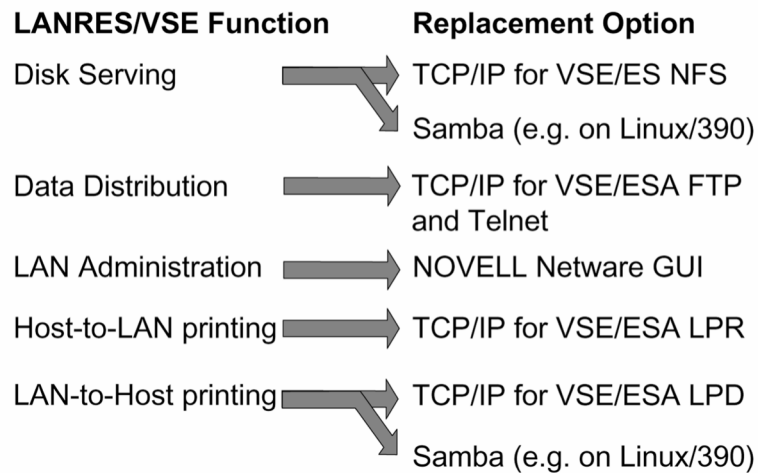 LANRES/VSE Function Replacement Option
Disk Serving TCP/IP for VSE/ES NFS
Samba (e.g. on Linux/390)
Data Distribution TCP/IP for VSE/ESA FTP
and Telnet
LAN Administration NOVELL Netware GUI
Host-to-LAN printing TCP/IP for VSE/ESA LPR
LAN-to-Host printing TCP/IP for VSE/ESA LPD
Samba (e.g. on Linux/390)